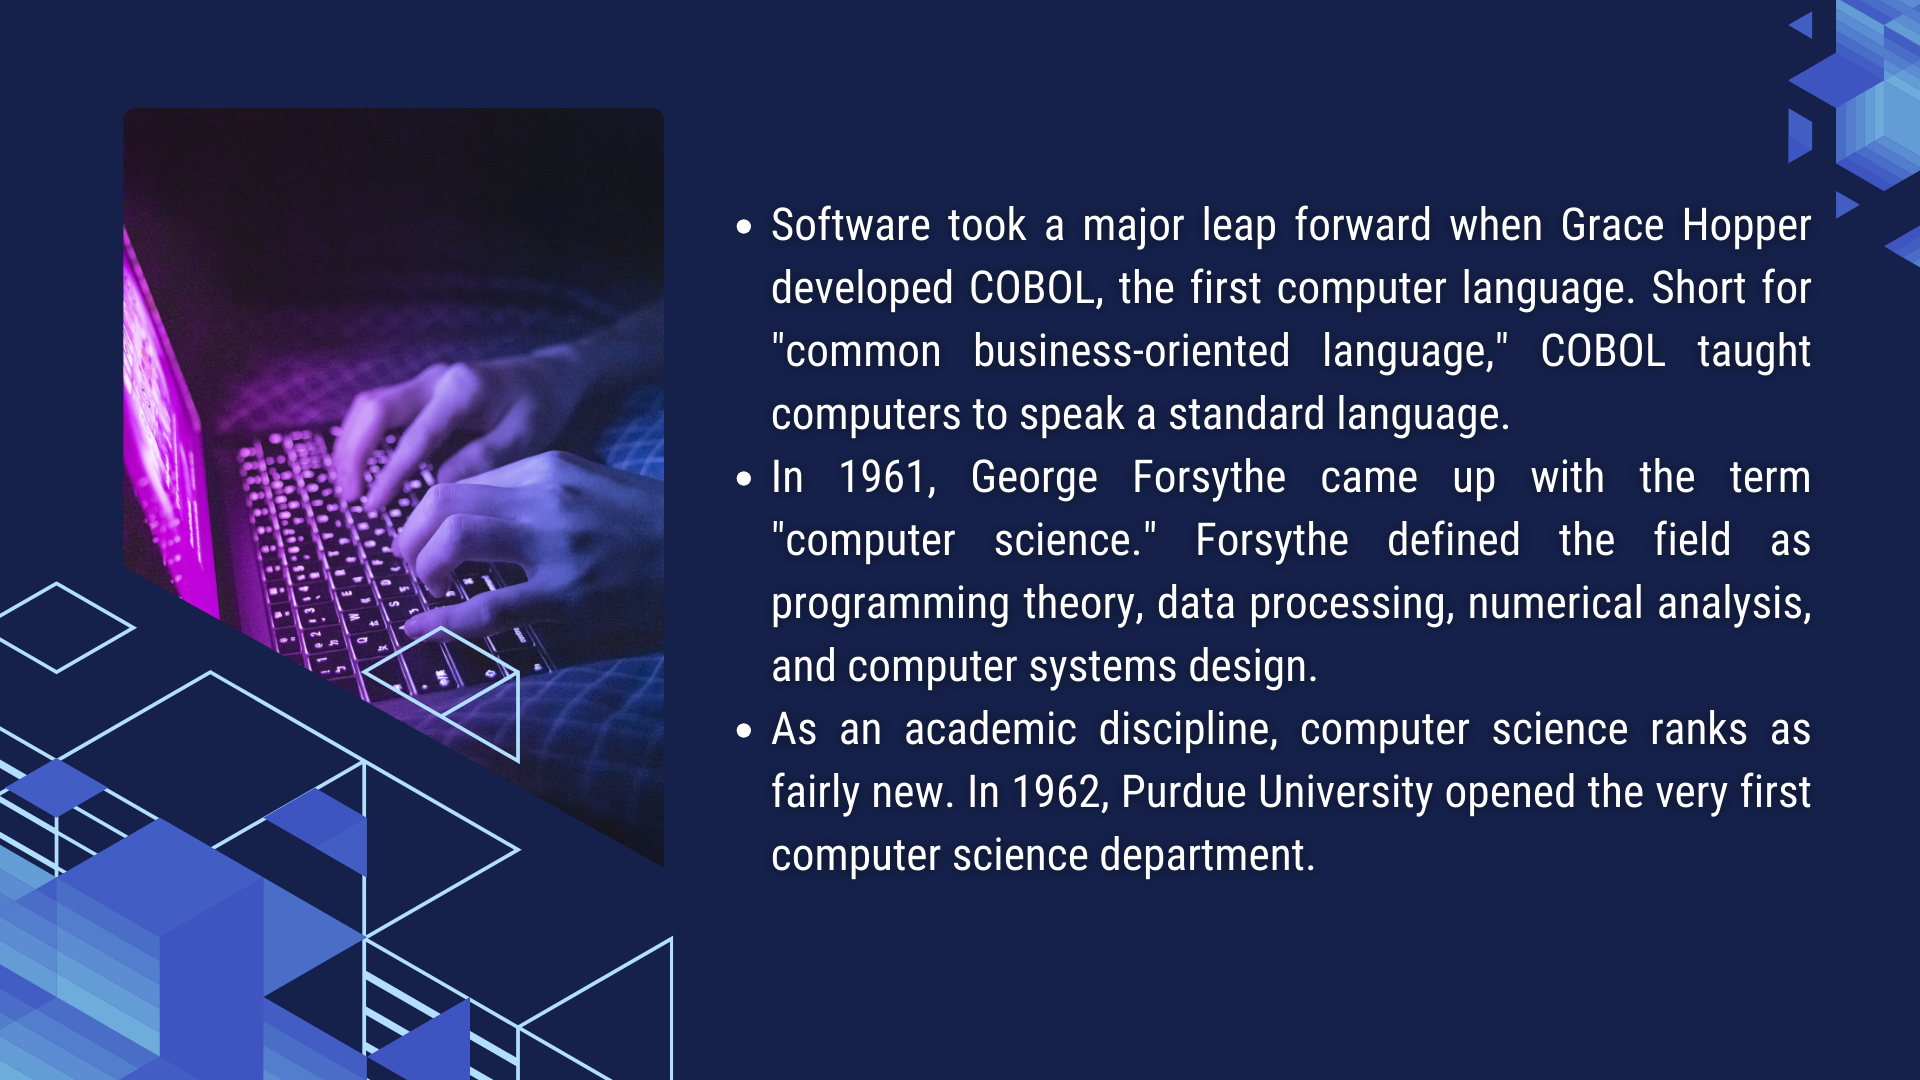 • Software took a major leap forward when Grace Hopper
developed COBOL, the first computer language. Short for
"common business-oriented language," COBOL taught
computers to speak a standard language.
• In 1961, George Forsythe came up with the term
"computer science." Forsythe defined the field as
programming theory, data processing, numerical analysis,
and computer systems design.
• As an academic discipline, computer science ranks as
fairly new. In 1962, Purdue University opened the very first
computer science department.